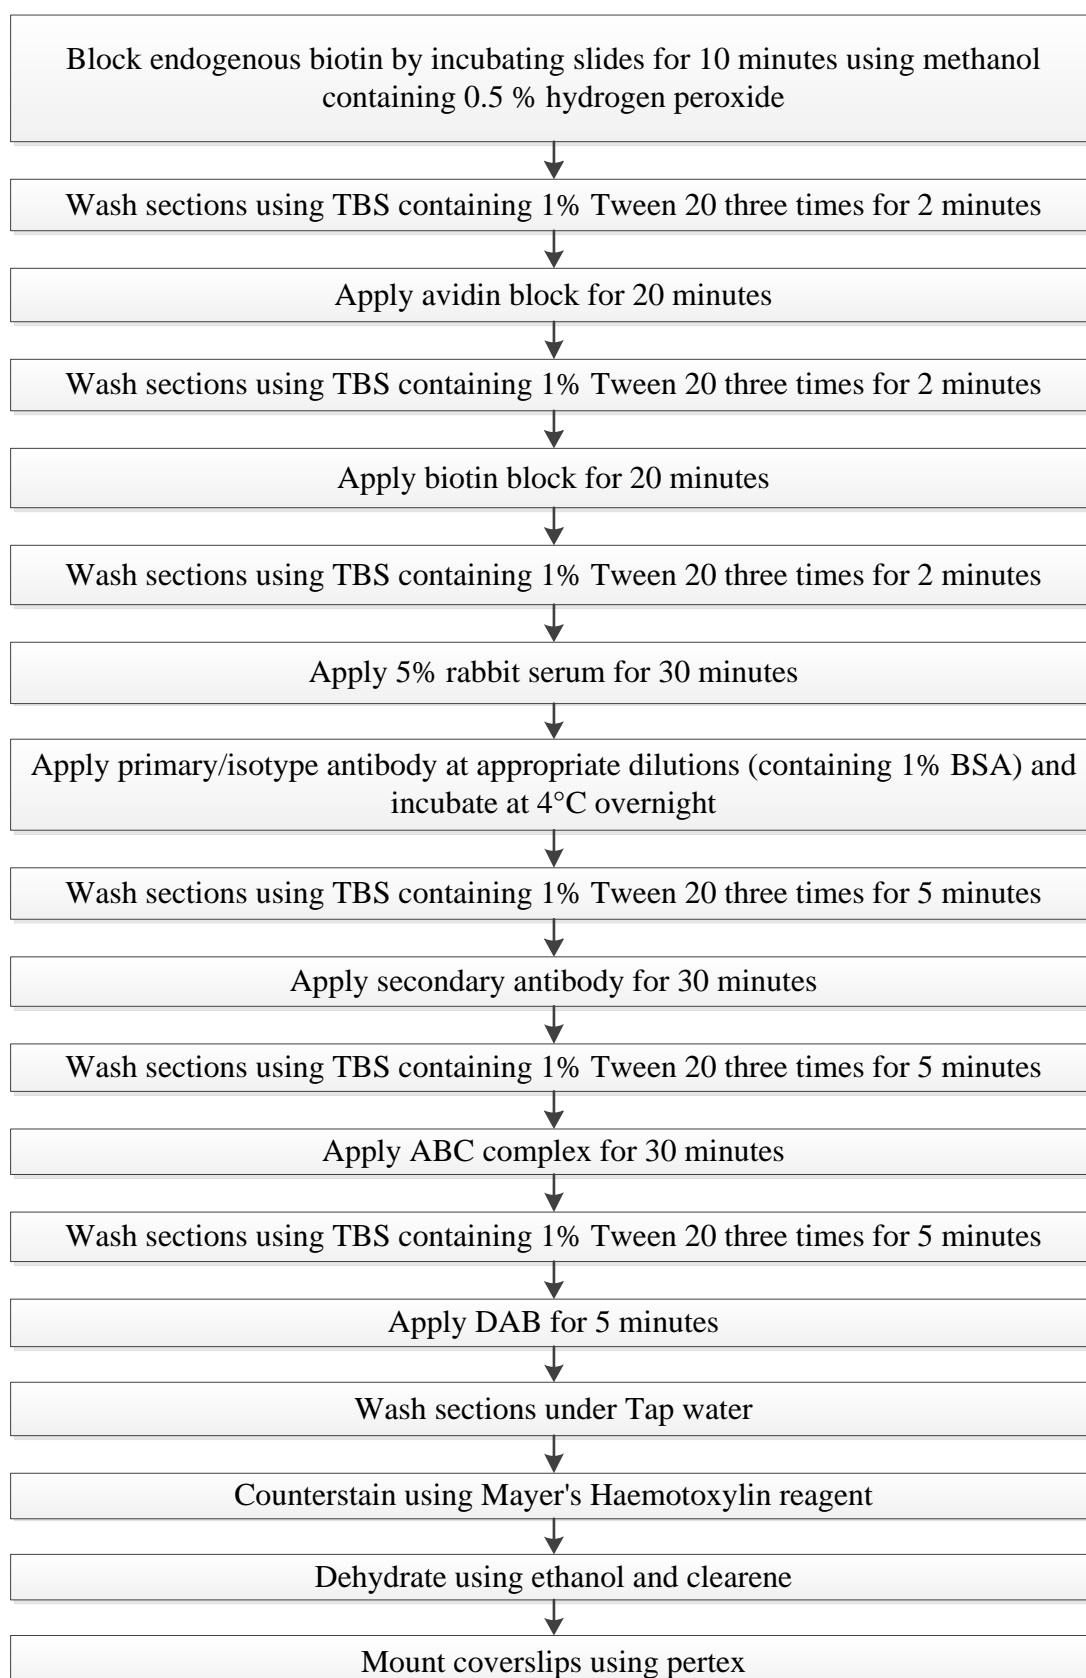 Block endogenous biotin by incubating slides for 10 minutes using methanol
containing 0.5 % hydrogen peroxide
Wash sections using TBS containing 1% Tween 20 three times for 2 minutes
Apply avidin block for 20 minutes
Wash sections using TBS containing 1% Tween 20 three times for 2 minutes
Apply biotin block for 20 minutes
Wash sections using TBS containing 1% Tween 20 three times for 2 minutes
Apply 5% rabbit serum for 30 minutes
Apply primary/isotype antibody at appropriate dilutions (containing 1% BSA) and
incubate at 4°C overnight
Wash sections using TBS containing 1% Tween 20 three times for 5 minutes
Apply secondary antibody for 30 minutes
Wash sections using TBS containing 1% Tween 20 three times for 5 minutes
Apply ABC complex for 30 minutes
Wash sections using TBS containing 1% Tween 20 three times for 5 minutes
Apply DAB for 5 minutes
Wash sections under Tap water
Counterstain using Mayer's Haemotoxylin reagent
Dehydrate using ethanol and clearene
Mount coverslips using pertex